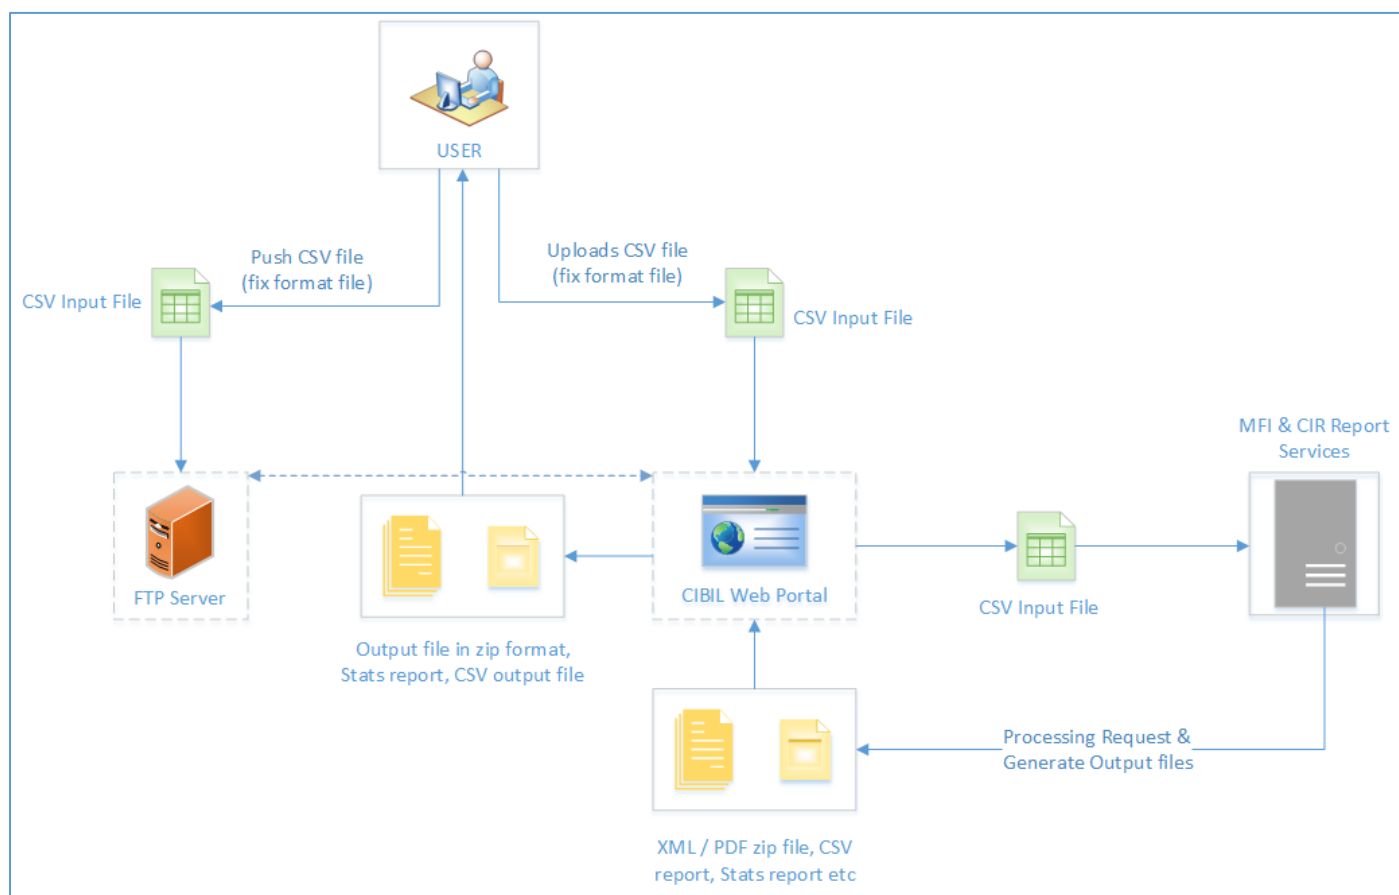 USER
Push CSV file
(fix format file)
Uploads CSV file
(fix format file)
CSV Input File
CSV Input File
MFI & CIR Report
Services
FTP Server
CIBIL Web Portal
CSV Input File
Output file in zip format,
Stats report, CSV output file
Processing Request &
Generate Output files
XML / PDF zip file, CSV
report, Stats report etc